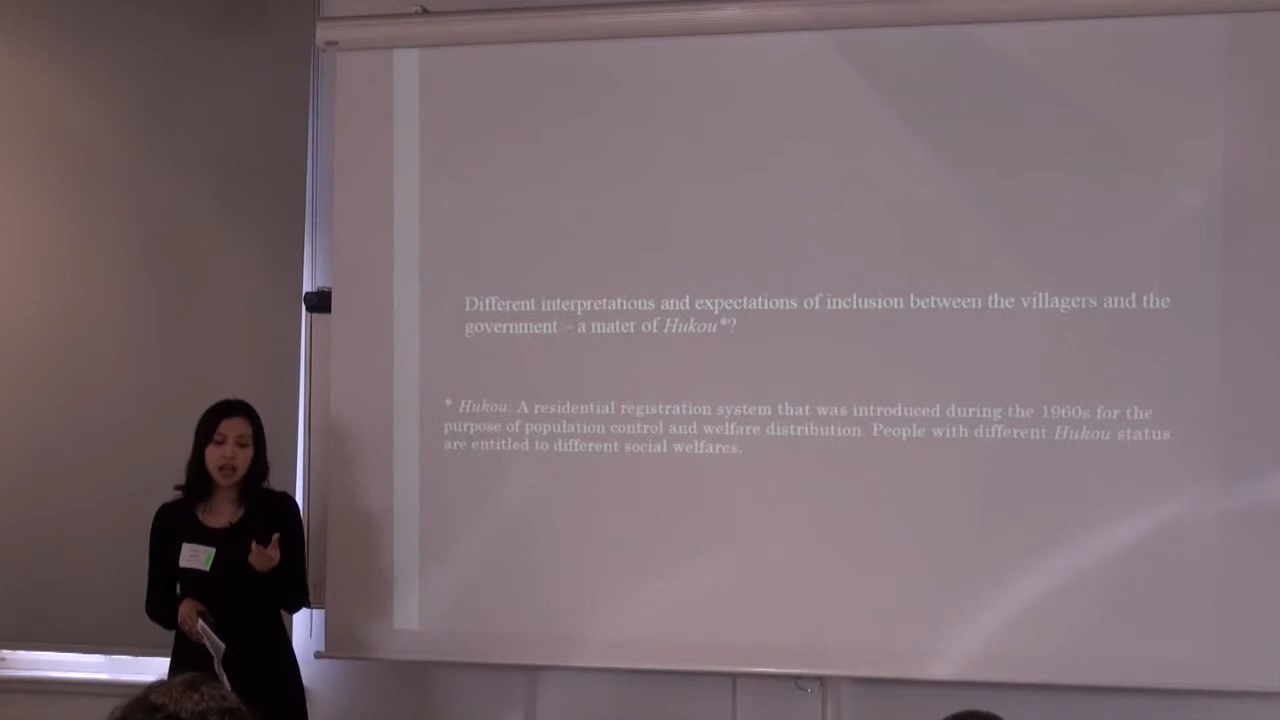 Different interpretations and expectations of inclusion between the villagers and the
government – a mater of Hukou*?
* Hukou: A residential registration system that was introduced during the 1960s for the
purpose of population control and welfare distribution. People with different Hukou status
are entitled to different social welfares.